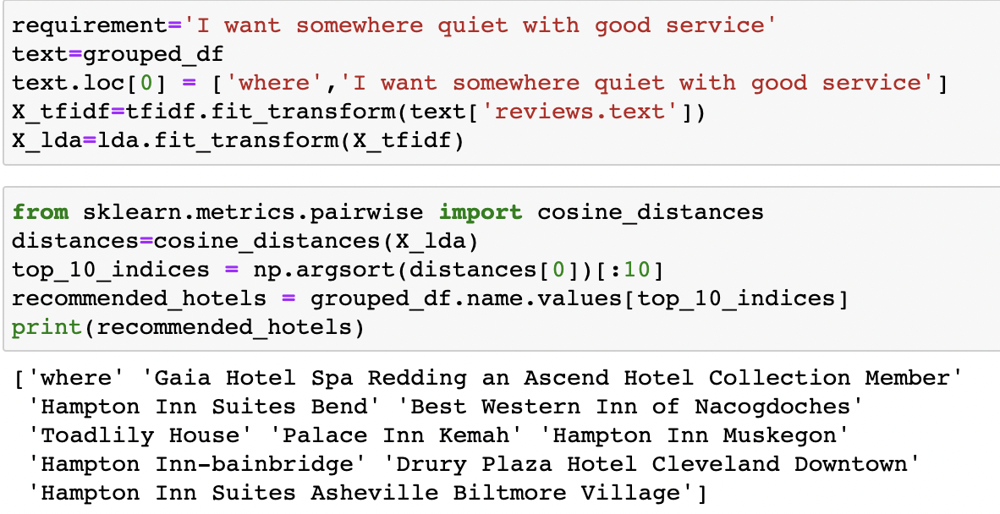 requirement='I want somewhere quiet with good service'
text=grouped_df
text.loc[0] = ['where','I want somewhere quiet with good service']
X_tfidf=tfidf.fit_transform(text['reviews.text'])
X_lda=lda.fit_transform(X_tfidf)
from sklearn.metrics.pairwise import cosine_distances
distances=cosine_distances(X_lda)
top_10_indices = np.argsort(distances[0])[:10]
recommended_hotels = grouped_df.name.values[top_10_indices]
print(recommended_hotels)
['where' 'Gaia Hotel Spa Redding an Ascend Hotel Collection Member'
 'Hampton Inn Suites Bend' 'Best Western Inn of Nacogdoches'
 'Toadlily House' 'Palace Inn Kemah' 'Hampton Inn Muskegon'
 'Hampton Inn-bainbridge' 'Drury Plaza Hotel Cleveland Downtown'
 'Hampton Inn Suites Asheville Biltmore Village']